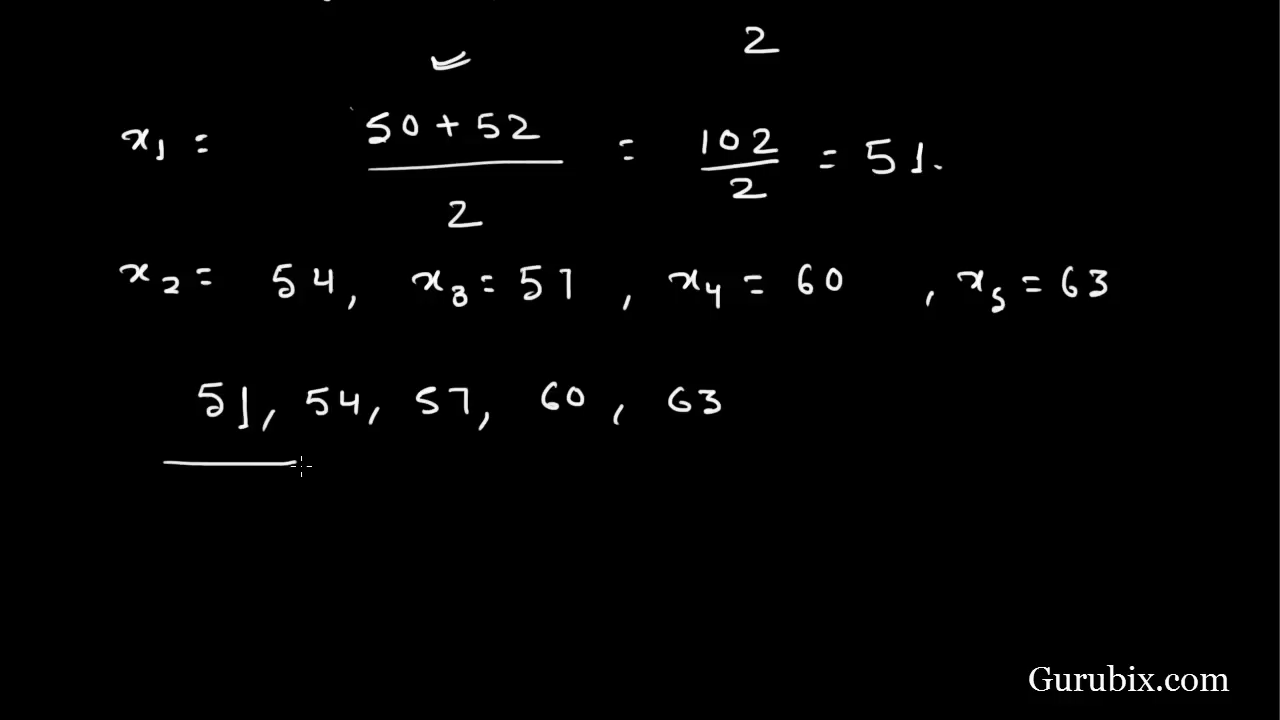 2
x₁ = (50 + 52)/2 = 102/2 = 51.
x₂ = 54, x₃ = 57, x₄ = 60, x₅ = 63
51, 54, 57, 60, 63
Gurubix.com